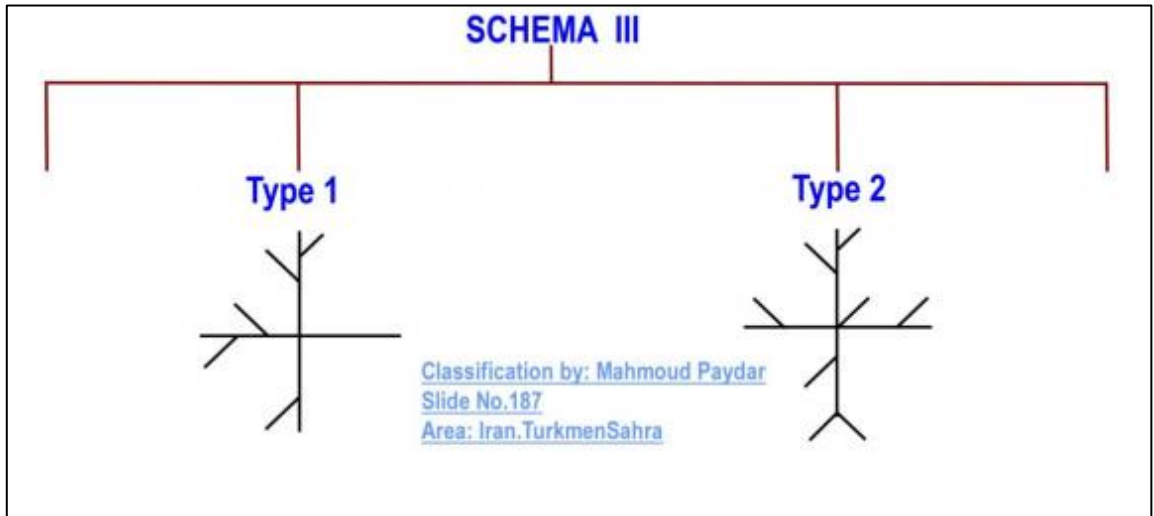 SCHEMA III
Type 1
Type 2
Classification by: Mahmoud Paydar
Slide No.187
Area: Iran.TurkmenSahra